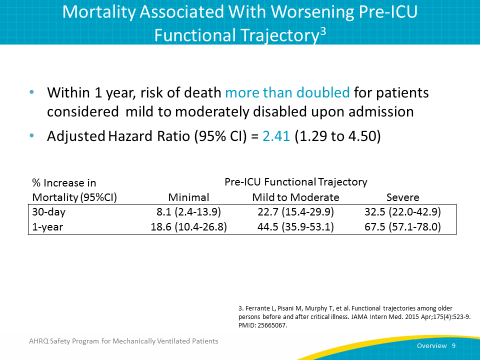 Mortality Associated With Worsening Pre-ICU
Functional Trajectory3
• Within 1 year, risk of death more than doubled for patients
considered mild to moderately disabled upon admission
• Adjusted Hazard Ratio (95% CI) = 2.41 (1.29 to 4.50)
% Increase in Pre-ICU Functional Trajectory
Mortality (95%CI) Minimal Mild to Moderate Severe
30-day 8.1 (2.4-13.9) 22.7 (15.4-29.9) 32.5 (22.0-42.9)
1-year 18.6 (10.4-26.8) 44.5 (35.9-53.1) 67.5 (57.1-78.0)
3. Ferrante L, Pisani M, Murphy T, et al. Functional trajectories among older
persons before and after critical illness. JAMA Intern Med. 2015 Apr;175(4):523-9.
PMID: 25665067.
AHRQ Safety Program for Mechanically Ventilated Patients
Overview 9